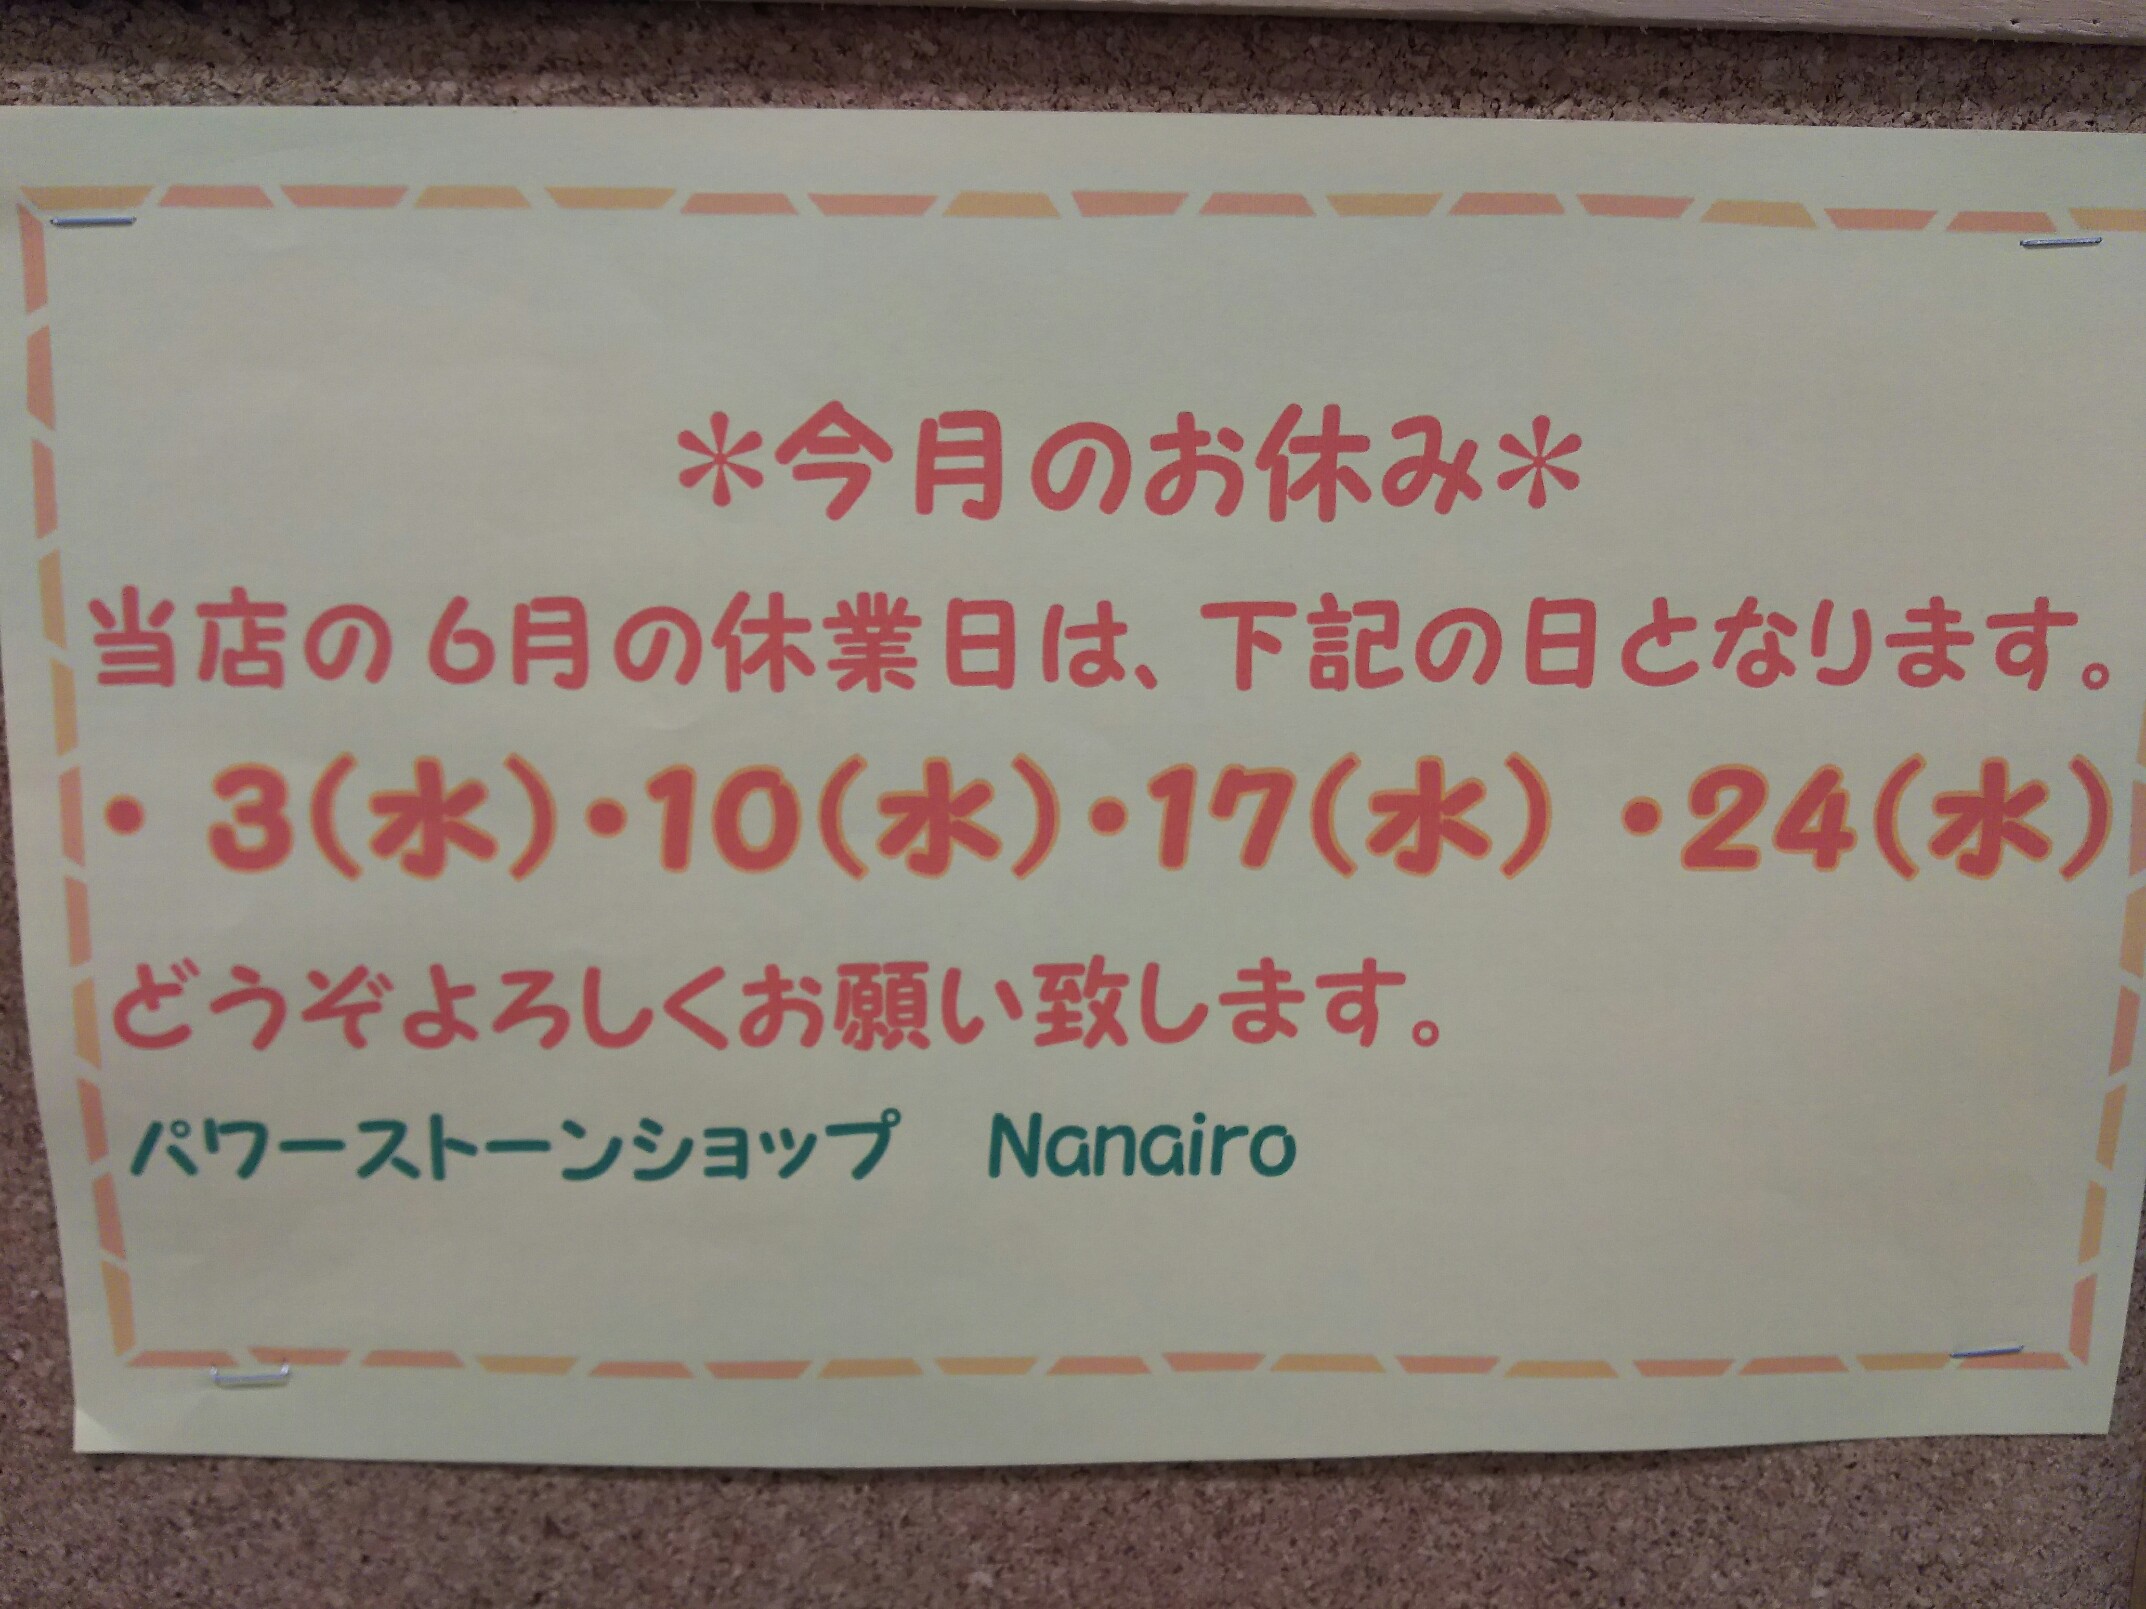 ＊今月のお休み＊
当店の6月の休業日は、下記の日となります。
・3(水)・10(水)・17(水)・24(水)
どうぞよろしくお願い致します。
パワーストーンショップ　Nanairo